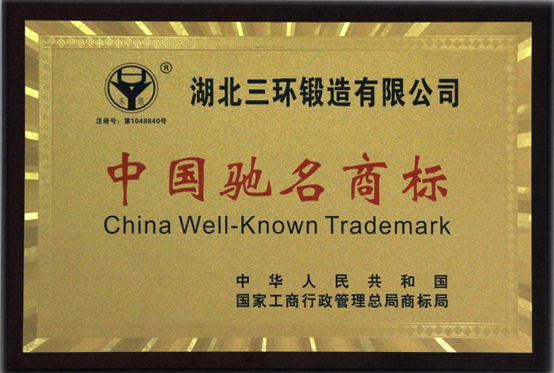 ®
湖北三环锻造有限公司
注册号：第1048840号
中国驰名商标
China Well-Known Trademark
中华人民共和国
国家工商行政管理总局商标局